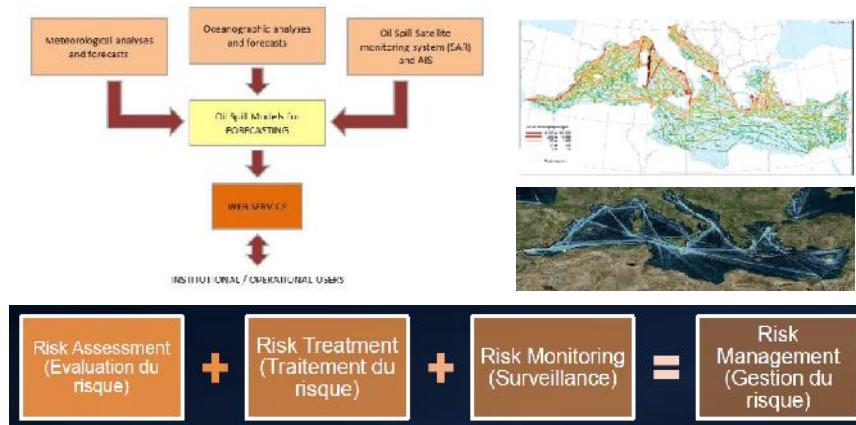 Meteorological analyses
and forecasts
Oceanographic analyses
and forecasts
Oil Spill Satellite
monitoring system (SAR)
and AIS
Oil Spill Models for
FORECASTING
WEB SERVICE
INSTITUTIONAL / OPERATIONAL USERS
Risk Assessment
(Evaluation du
risque)
+
Risk Treatment
(Traitement du
risque)
+
Risk Monitoring
(Surveillance)
=
Risk
Management
(Gestion du
risque)